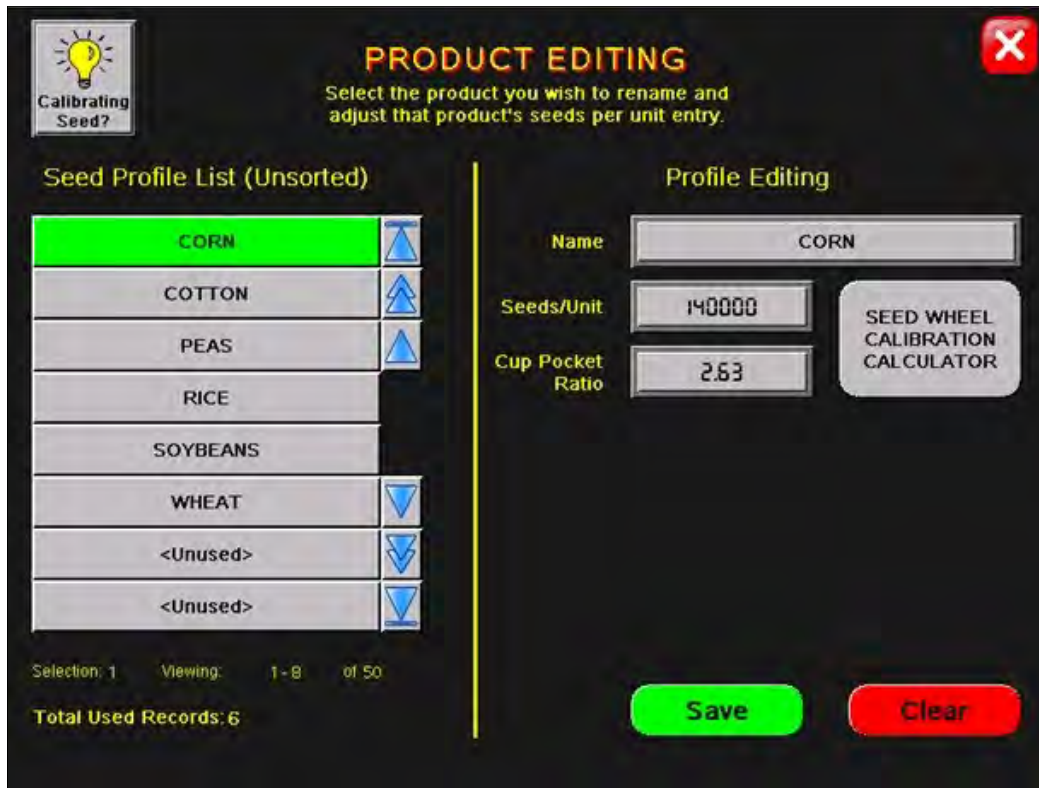 Calibrating
Seed?
PRODUCT EDITING
Select the product you wish to rename and
adjust that product's seeds per unit entry.
Seed Profile List (Unsorted)
CORN
COTTON
PEAS
RICE
SOYBEANS
WHEAT
<Unused>
<Unused>
Selection: 1 Viewing: 1 - 8 of 50
Total Used Records: 6
Profile Editing
Name CORN
Seeds/Unit 140000
Cup Pocket
Ratio 2.63
SEED WHEEL
CALIBRATION
CALCULATOR
Save Clear